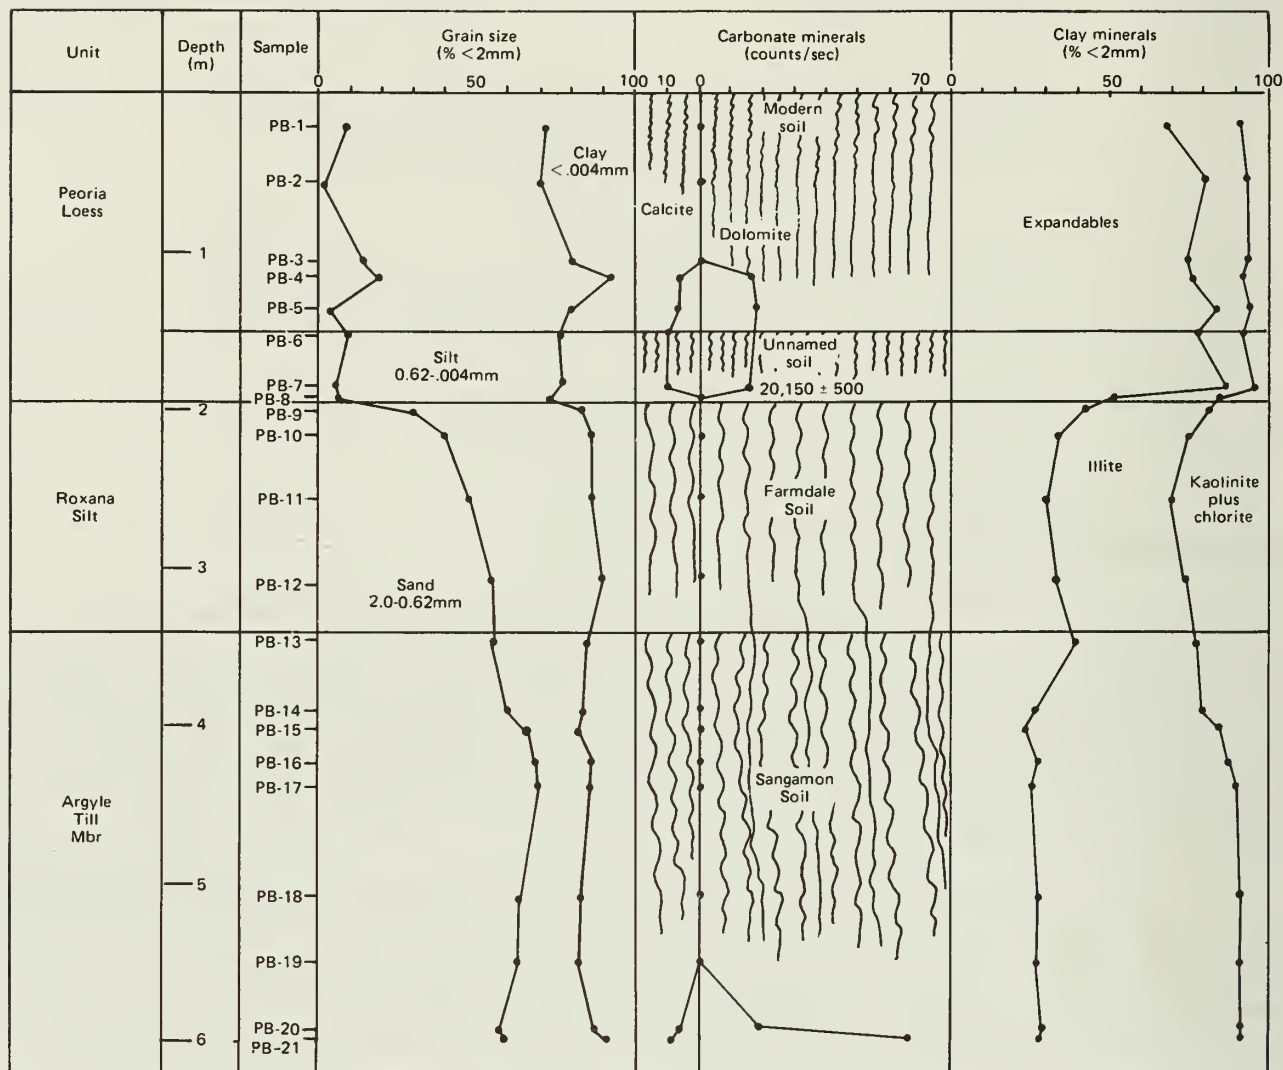 Unit
Depth
(m)
Sample
Grain size
(% <2mm)
Carbonate minerals
(counts/sec)
Clay minerals
(% <2mm)
0
50
100
10
0
70
0
50
100
Peoria
Loess
Roxana
Silt
Argyle
Till
Mbr
1
2
3
4
5
6
PB-1
PB-2
PB-3
PB-4
PB-5
PB-6
PB-7
PB-8
PB-9
PB-10
PB-11
PB-12
PB-13
PB-14
PB-15
PB-16
PB-17
PB-18
PB-19
PB-20
PB-21
Clay
<.004mm
Silt
0.62-.004mm
Sand
2.0-0.62mm
Modern
soil
Calcite
Dolomite
Unnamed
soil
20,150 ± 500
Farmdale
Soil
Sangamon
Soil
Expandables
Illite
Kaolinite
plus
chlorite